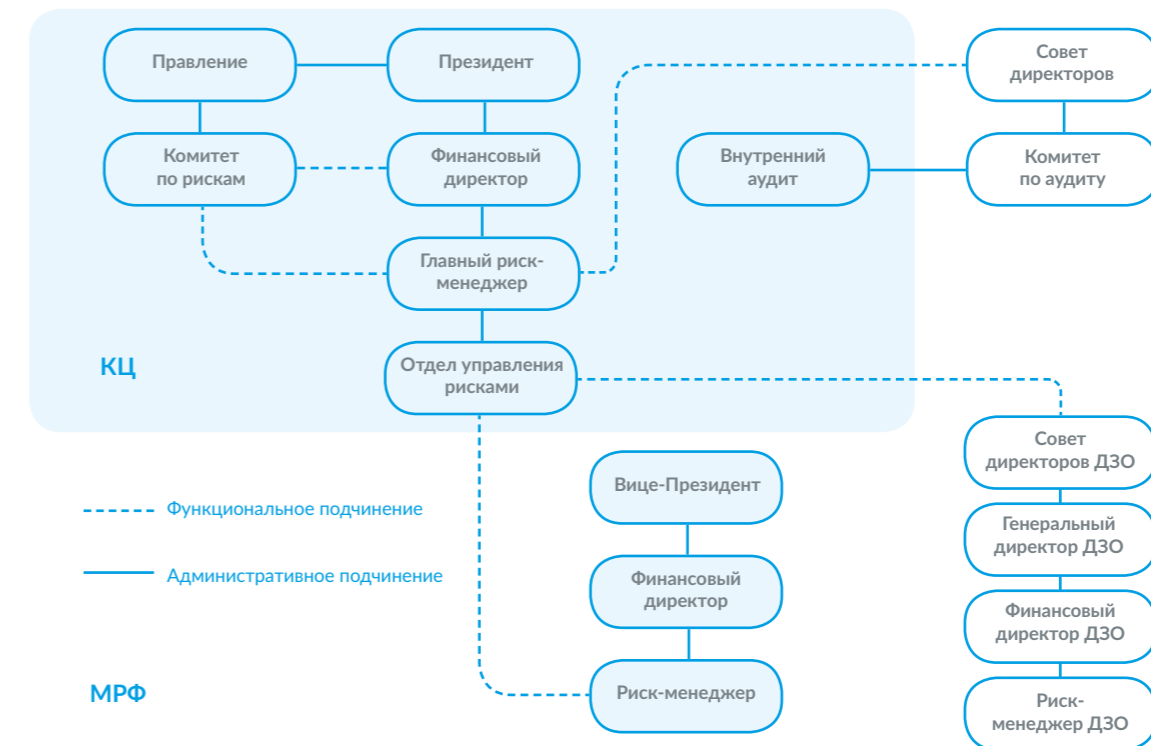 Правление
Президент
Совет
директоров
Комитет
по рискам
Финансовый
директор
Внутренний
аудит
Комитет
по аудиту
Главный риск-
менеджер
КЦ
Отдел управления
рисками
Совет
директоров ДЗО
Вице-Президент
Функциональное подчинение
Генеральный
директор ДЗО
Административное подчинение
Финансовый
директор
Финансовый
директор ДЗО
МРФ
Риск-менеджер
Риск-
менеджер ДЗО